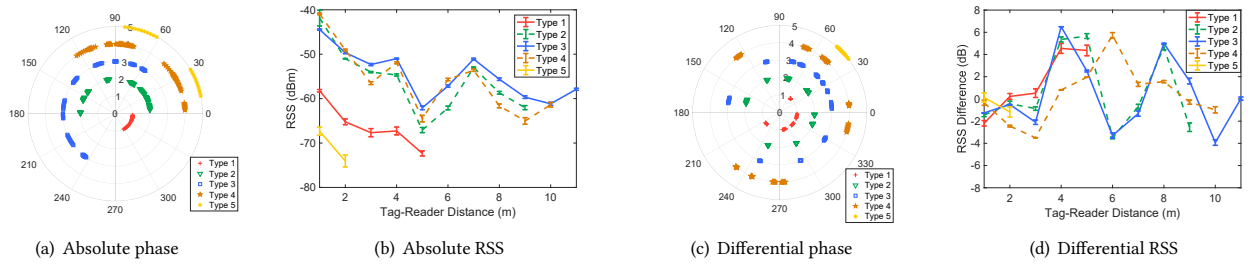 90
120
60
5
4
3
2
1
0
150
30
180
0
210
330
240
300
270
Type 1
Type 2
Type 3
Type 4
Type 5
(a) Absolute phase
-40
-50
-60
-70
-80
RSS (dBm)
2
4
6
8
10
Tag-Reader Distance (m)
Type 1
Type 2
Type 3
Type 4
Type 5
(b) Absolute RSS
90
120
60
5
4
3
2
1
0
150
30
180
0
210
330
240
300
270
Type 1
Type 2
Type 3
Type 4
Type 5
(c) Differential phase
8
6
4
2
0
-2
-4
-6
-8
RSS Difference (dB)
2
4
6
8
10
Tag-Reader Distance (m)
Type 1
Type 2
Type 3
Type 4
Type 5
(d) Differential RSS